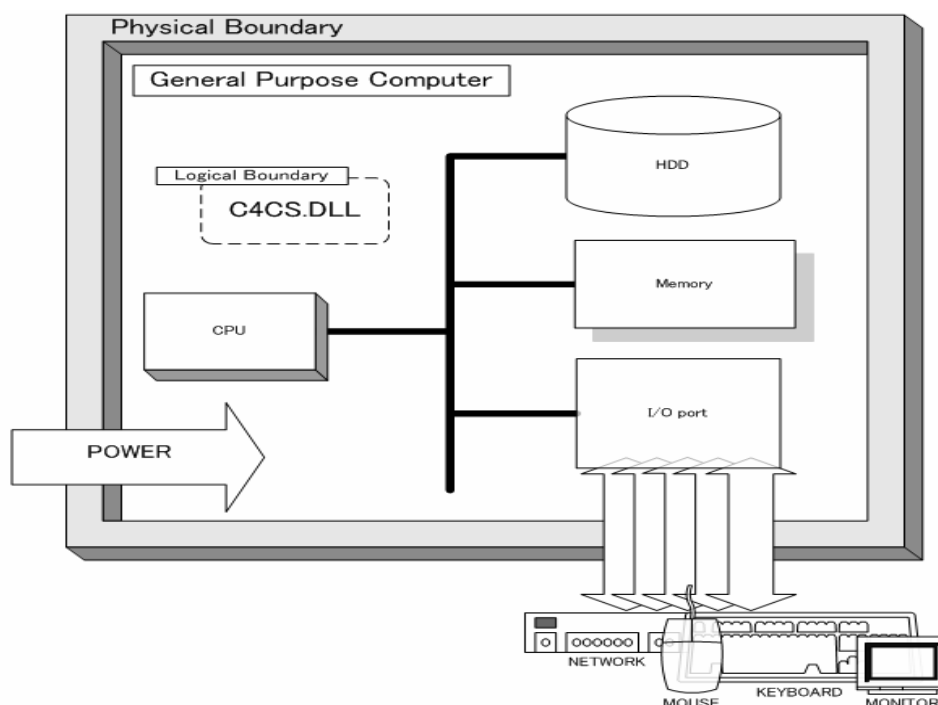 Physical Boundary
General Purpose Computer
HDD
Logical Boundary
C4CS.DLL
Memory
CPU
I/O port
POWER
NETWORK
KEYBOARD
MOUSE
MONITOR